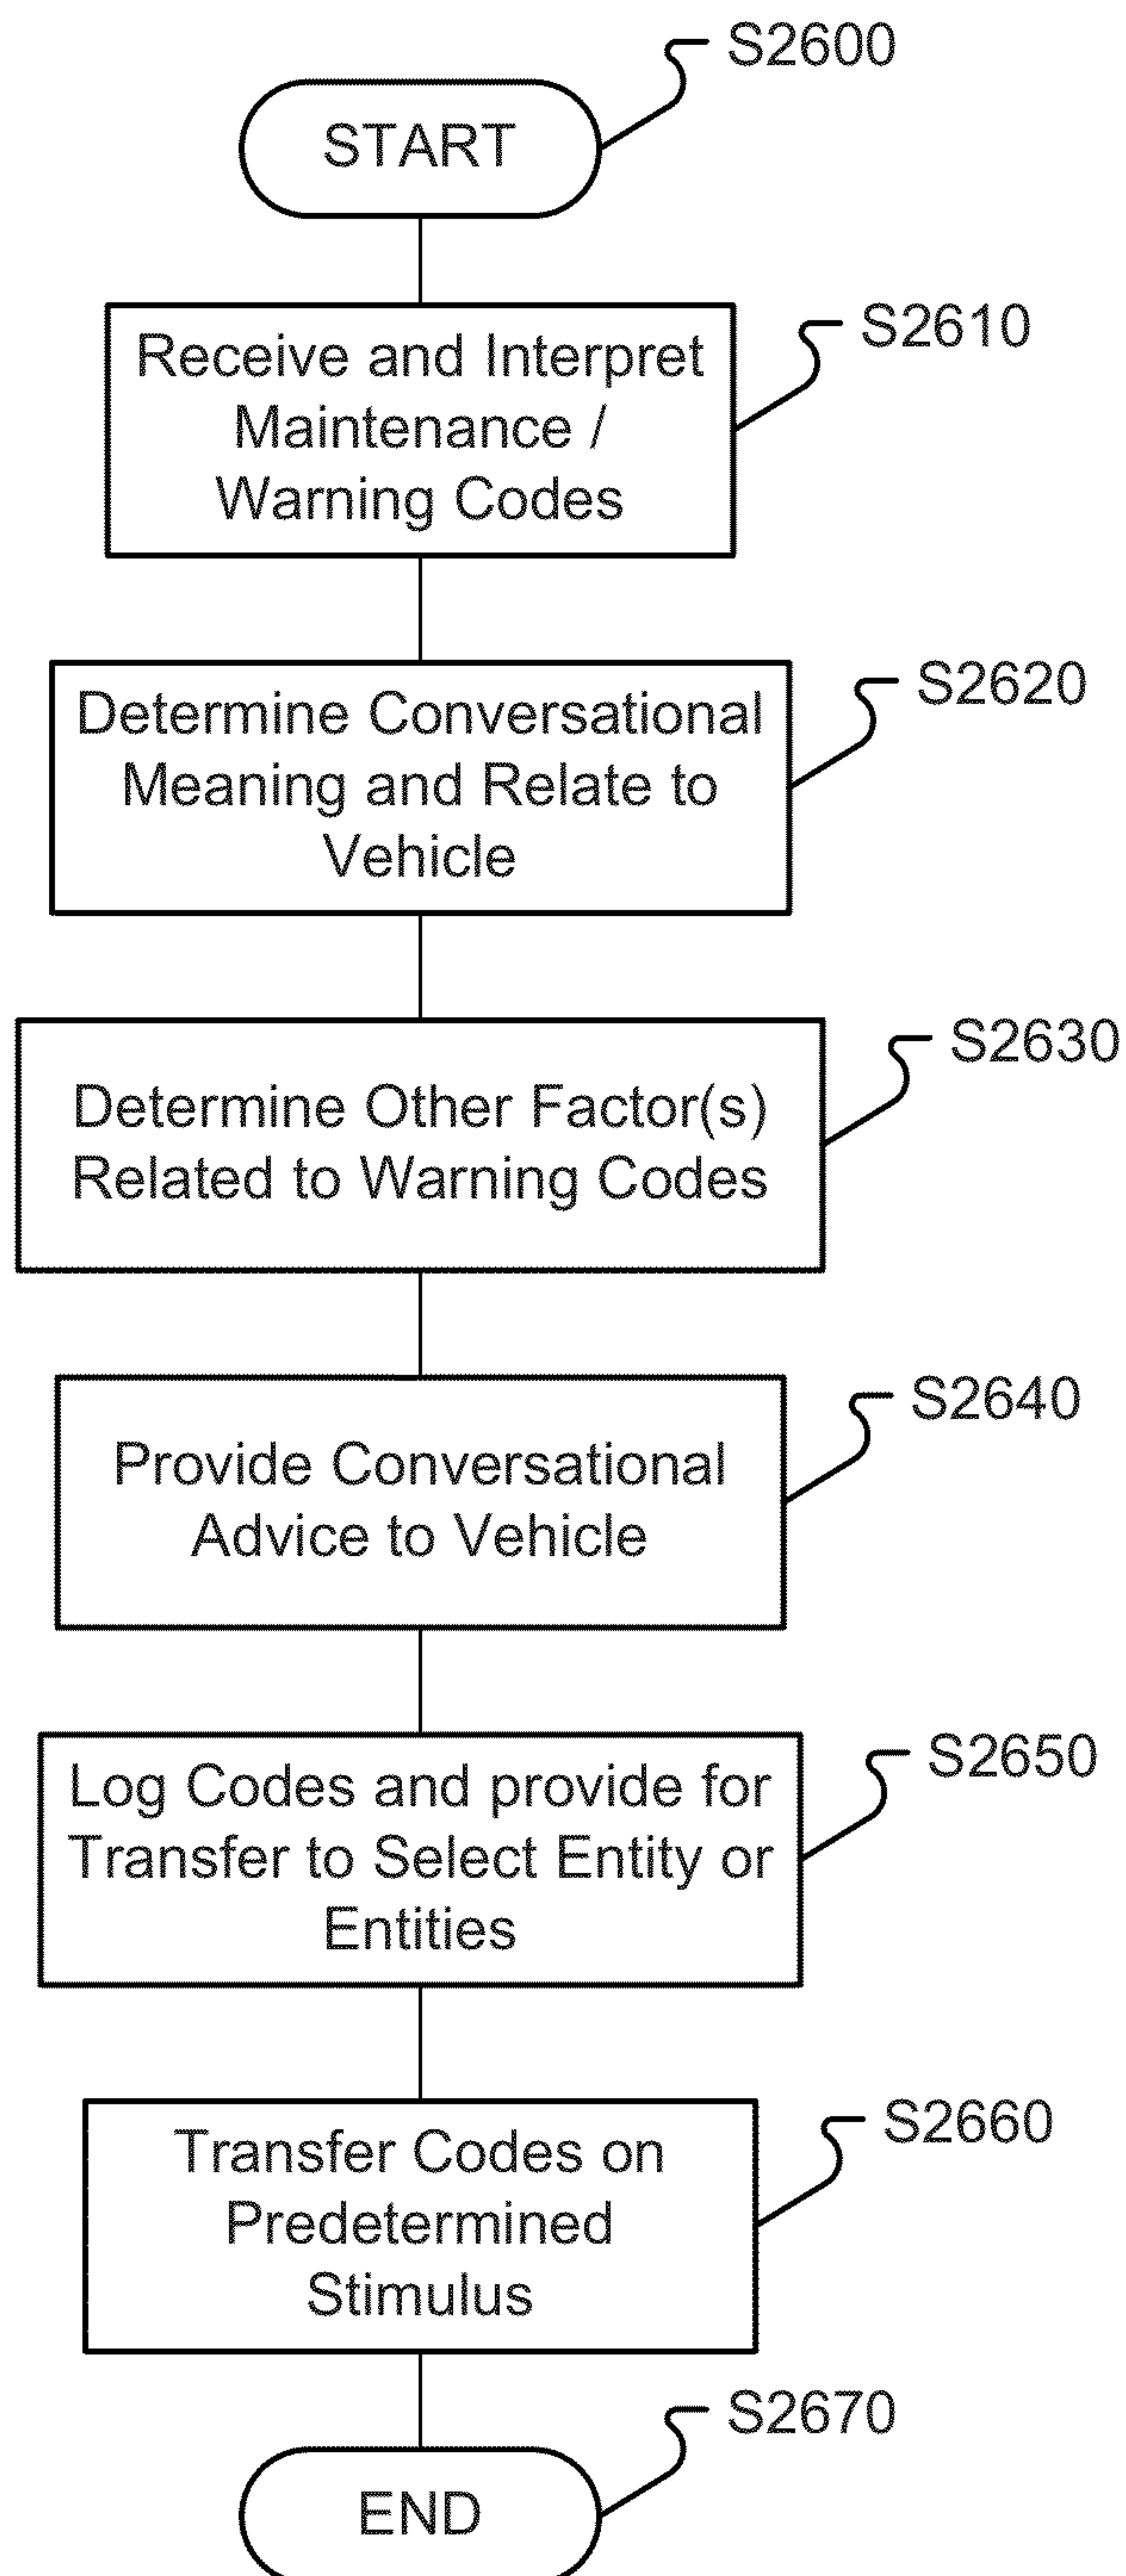 S2600
START
S2610
Receive and Interpret
Maintenance /
Warning Codes
S2620
Determine Conversational
Meaning and Relate to
Vehicle
S2630
Determine Other Factor(s)
Related to Warning Codes
S2640
Provide Conversational
Advice to Vehicle
S2650
Log Codes and provide for
Transfer to Select Entity or
Entities
S2660
Transfer Codes on
Predetermined
Stimulus
S2670
END